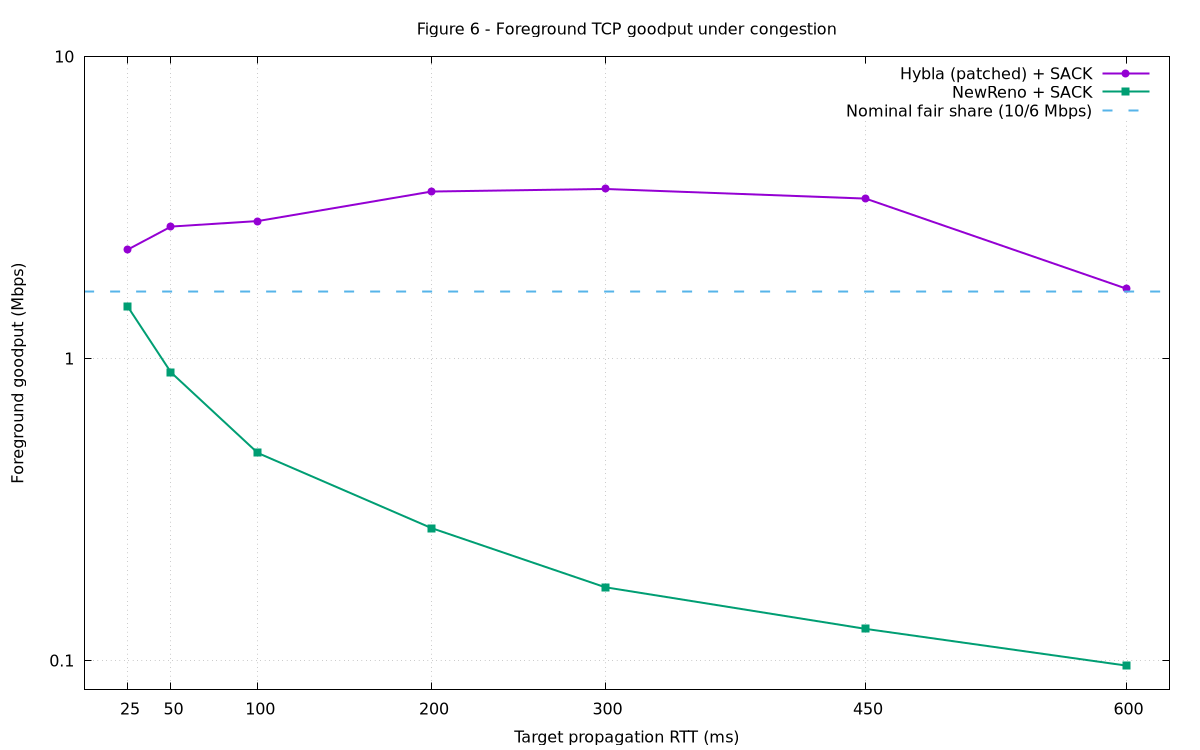 Figure 6 - Foreground TCP goodput under congestion
Hybla (patched) + SACK
NewReno + SACK
Nominal fair share (10/6 Mbps)
Foreground goodput (Mbps)
10
1
0.1
25 50 100 200 300 450 600
Target propagation RTT (ms)